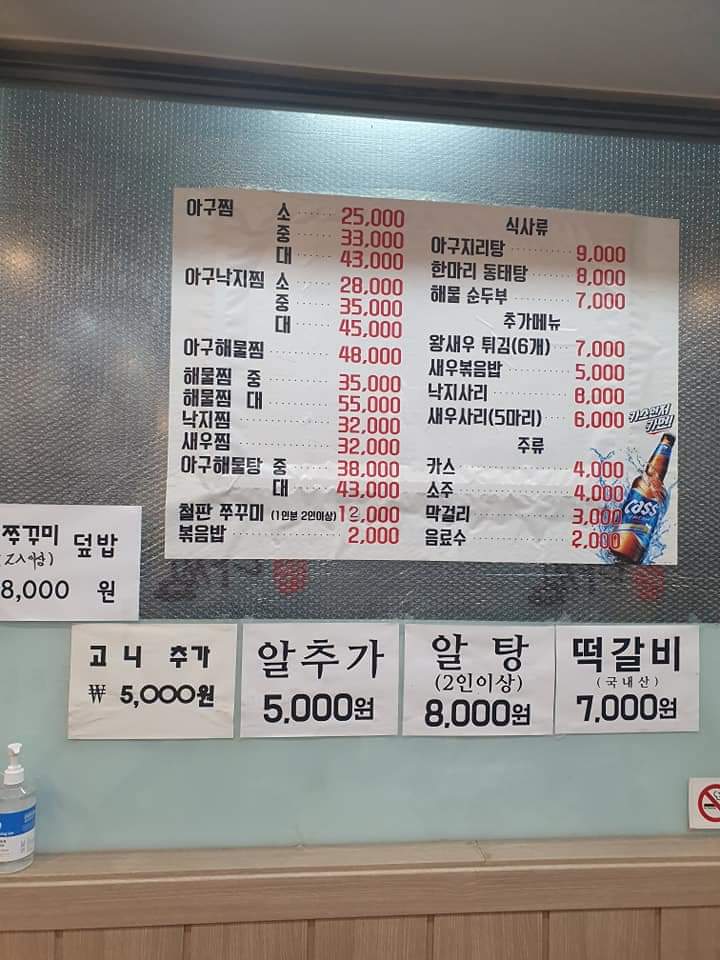 아구찜 소 25,000
중 33,000
대 43,000
아구낙지찜 소 28,000
중 35,000
대 45,000
아구해물찜 48,000
해물찜 중 35,000
해물찜 대 55,000
낙지찜 32,000
새우찜 32,000
아구해물탕 중 38,000
대 43,000
철판 쭈꾸미 (1인분 2인이상) 12,000
볶음밥 2,000
식사류
아구지리탕 9,000
한마리 동태탕 8,000
해물 순두부 7,000
추가메뉴
왕새우 튀김(6개) 7,000
새우볶음밥 5,000
낙지사리 8,000
새우사리(5마리) 6,000
주류
카스 4,000
소주 4,000
막걸리 3,000
음료수 2,000
Cass
쭈꾸미 덮밥
8,000 원
고니 추가
₩ 5,000원
알추가
5,000원
알탕
(2인이상)
8,000원
떡갈비
(국내산)
7,000원